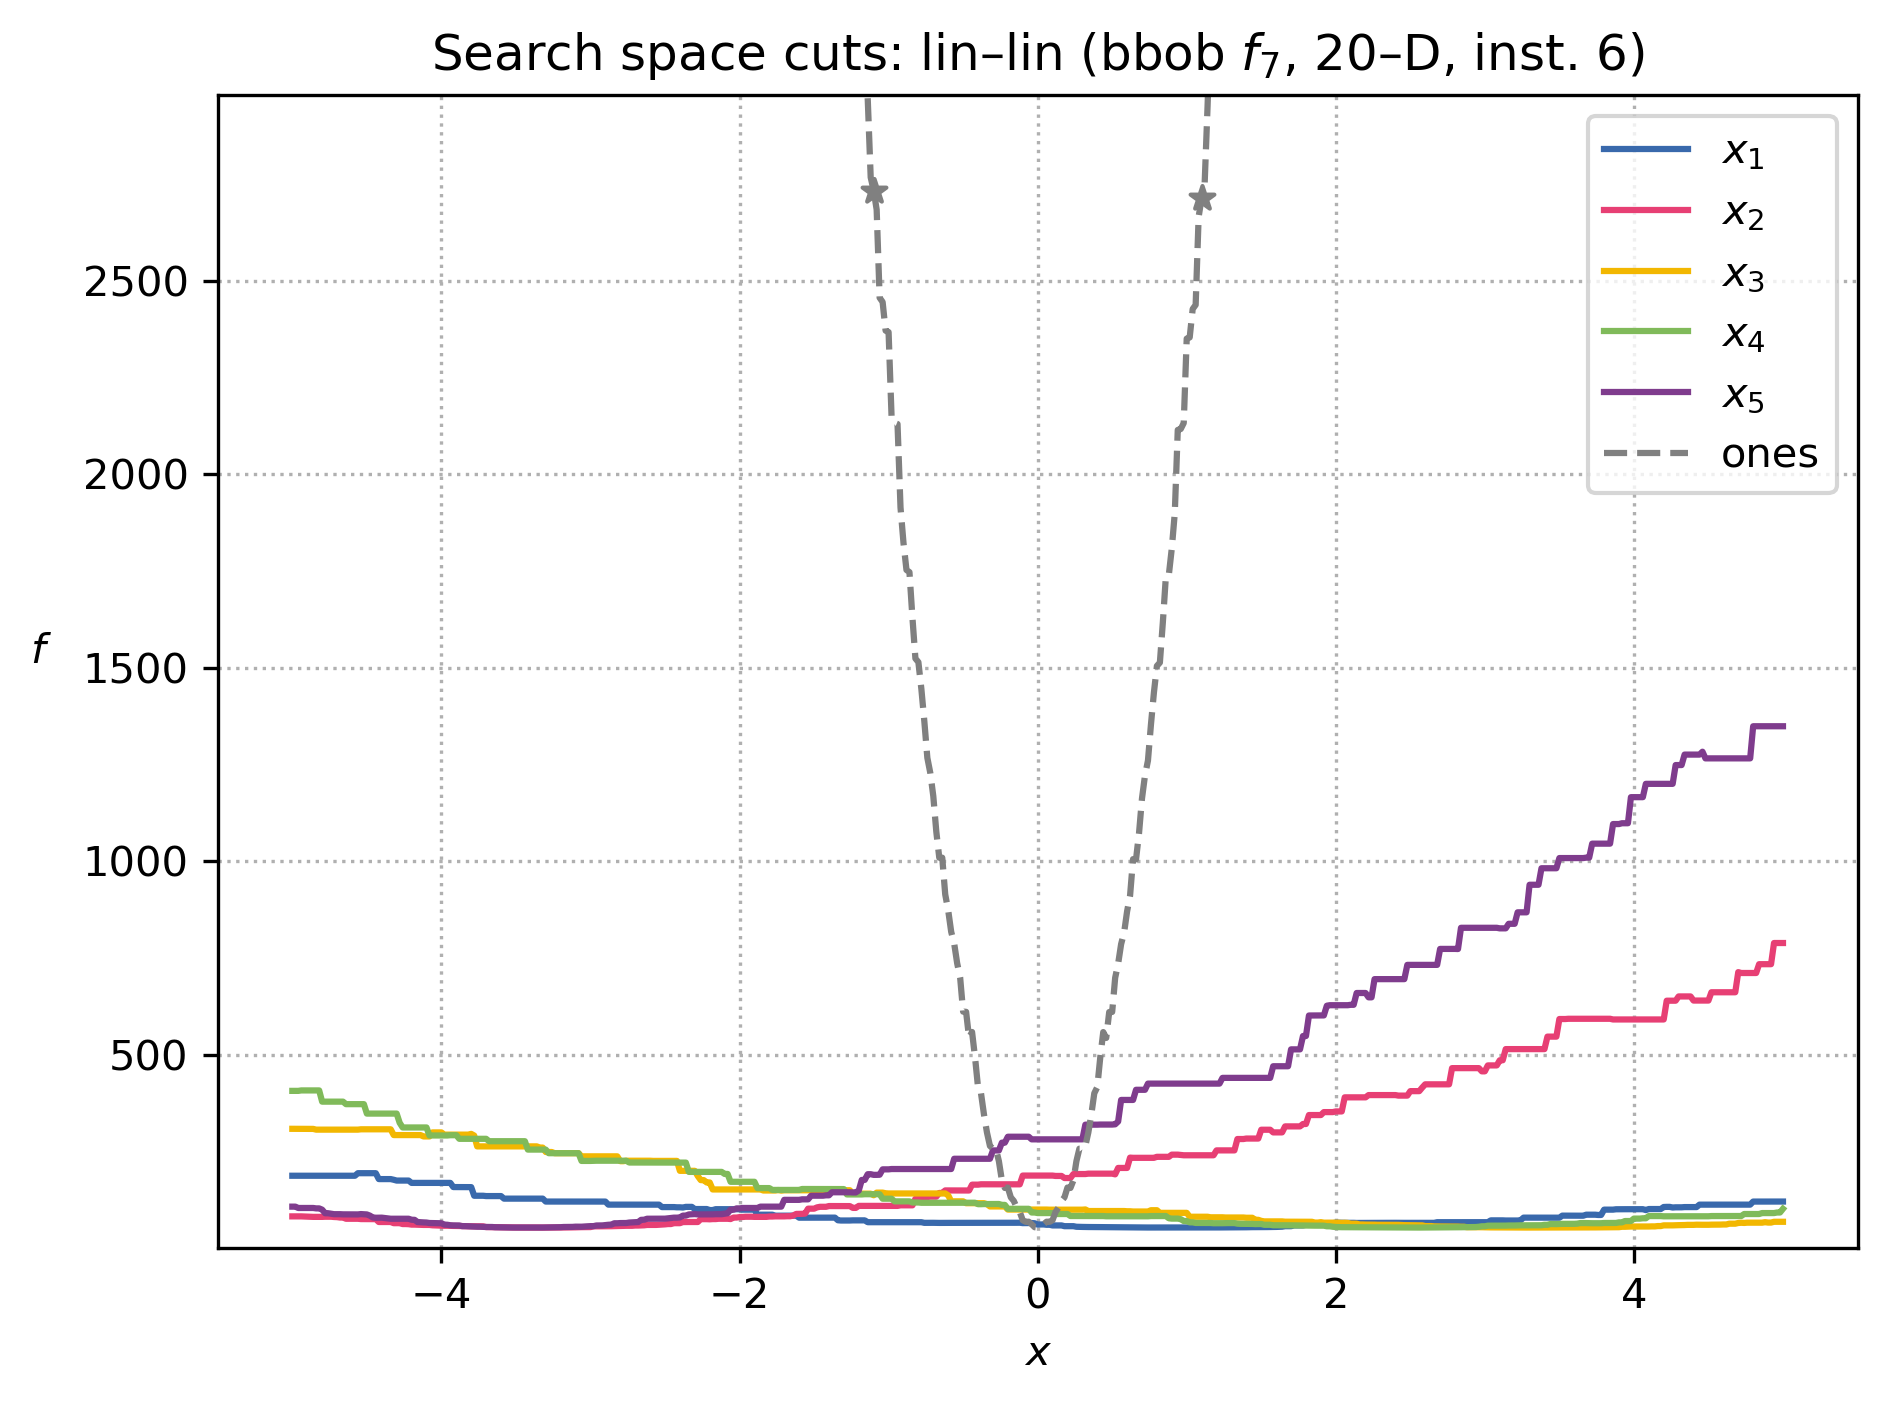 Search space cuts: lin–lin (bbob f₇, 20–D, inst. 6)
x₁
x₂
x₃
x₄
x₅
ones
2500
2000
1500
1000
500
f
−4 −2 0 2 4
x